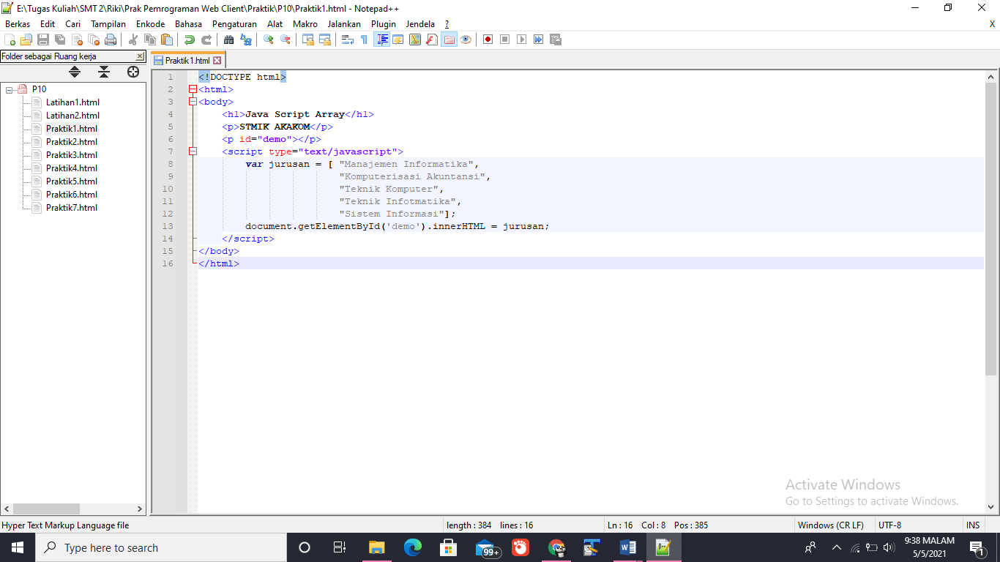 E:\Tugas Kuliah\SMT 2\Riki\Prak Pemrograman Web Client\Praktik\P10\Praktik1.html - Notepad++
Berkas Edit Cari Tampilan Enkode Bahasa Pengaturan Alat Makro Jalankan Plugin Jendela ? X
Folder sebagai Ruang kerja
Praktik1.html
P10
Latihan1.html
Latihan2.html
Praktik1.html
Praktik2.html
Praktik3.html
Praktik4.html
Praktik5.html
Praktik6.html
Praktik7.html
1 <!DOCTYPE html>
2 <html>
3 <body>
4 <h1>Java Script Array</h1>
5 <p>STMIK AKAKOM</p>
6 <p id="demo"></p>
7 <script type="text/javascript">
8 var jurusan = [ "Manajemen Informatika",
9 "Komputerisasi Akuntansi",
10 "Teknik Komputer",
11 "Teknik Infotmatika",
12 "Sistem Informasi"];
13 document.getElementById('demo').innerHTML = jurusan;
14 </script>
15 </body>
16 </html>
Activate Windows
Go to Settings to activate Windows.
Hyper Text Markup Language file length : 384 lines : 16 Ln : 16 Col : 8 Pos : 385 Windows (CR LF) UTF-8 INS
Type here to search
99+
9:38 MALAM
5/5/2021
1